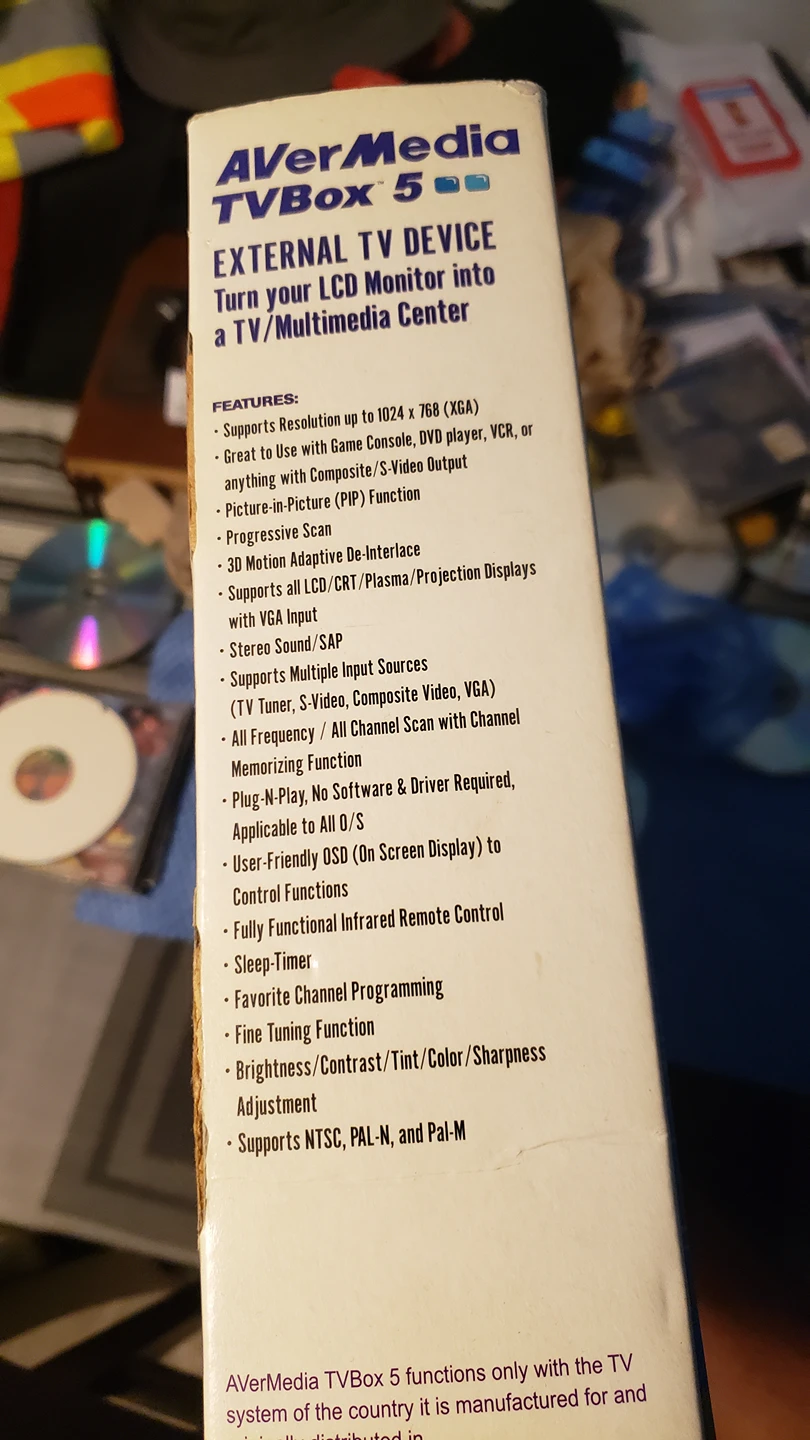 AVerMedia
TVBox™ 5
EXTERNAL TV DEVICE
Turn your LCD Monitor into
a TV/Multimedia Center
FEATURES:
· Supports Resolution up to 1024 x 768 (XGA)
· Great to Use with Game Console, DVD player, VCR, or
anything with Composite/S-Video Output
· Picture-in-Picture (PIP) Function
· Progressive Scan
· 3D Motion Adaptive De-Interlace
· Supports all LCD/CRT/Plasma/Projection Displays
with VGA Input
· Stereo Sound/SAP
· Supports Multiple Input Sources
(TV Tuner, S-Video, Composite Video, VGA)
· All Frequency / All Channel Scan with Channel
Memorizing Function
· Plug-N-Play, No Software & Driver Required,
Applicable to All O/S
· User-Friendly OSD (On Screen Display) to
Control Functions
· Fully Functional Infrared Remote Control
· Sleep-Timer
· Favorite Channel Programming
· Fine Tuning Function
· Brightness/Contrast/Tint/Color/Sharpness
Adjustment
· Supports NTSC, PAL-N, and Pal-M
AVerMedia TVBox 5 functions only with the TV
system of the country it is manufactured for and
originally distributed in